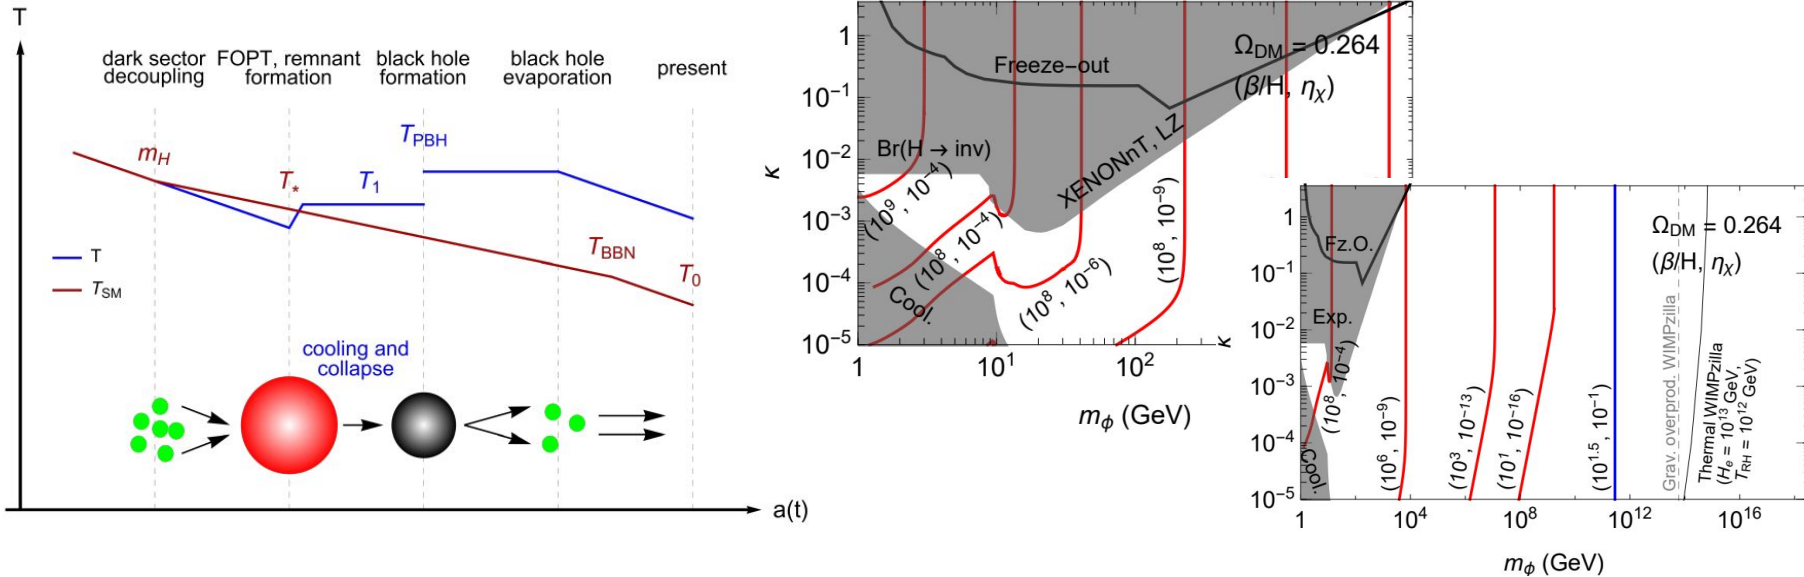 T
dark sector
decoupling
FOPT, remnant
formation
black hole
formation
black hole
evaporation
present
m_H
T_*
T_1
T_PBH
T_BBN
T_0
T
T_SM
cooling and
collapse
a(t)
κ
1
10^-1
10^-2
10^-3
10^-4
10^-5
Freeze-out
Ω_DM = 0.264
(β/H, η_χ)
Br(H → inv)
XENONnT, LZ
(10^9, 10^-4)
(10^8, 10^-4)
(10^8, 10^-6)
(10^8, 10^-9)
Cool.
1
10^1
10^2
m_ϕ (GeV)
κ
1
10^-1
10^-2
10^-3
10^-4
10^-5
Fz.O.
Ω_DM = 0.264
(β/H, η_χ)
Exp.
Cool.
(10^8, 10^-4)
(10^6, 10^-9)
(10^3, 10^-13)
(10^1, 10^-16)
(10^1.5, 10^-1)
Grav. overprod. WIMPzilla
Thermal WIMPzilla
(H_e = 10^13 GeV,
T_RH = 10^12 GeV)
1
10^4
10^8
10^12
10^16
m_ϕ (GeV)